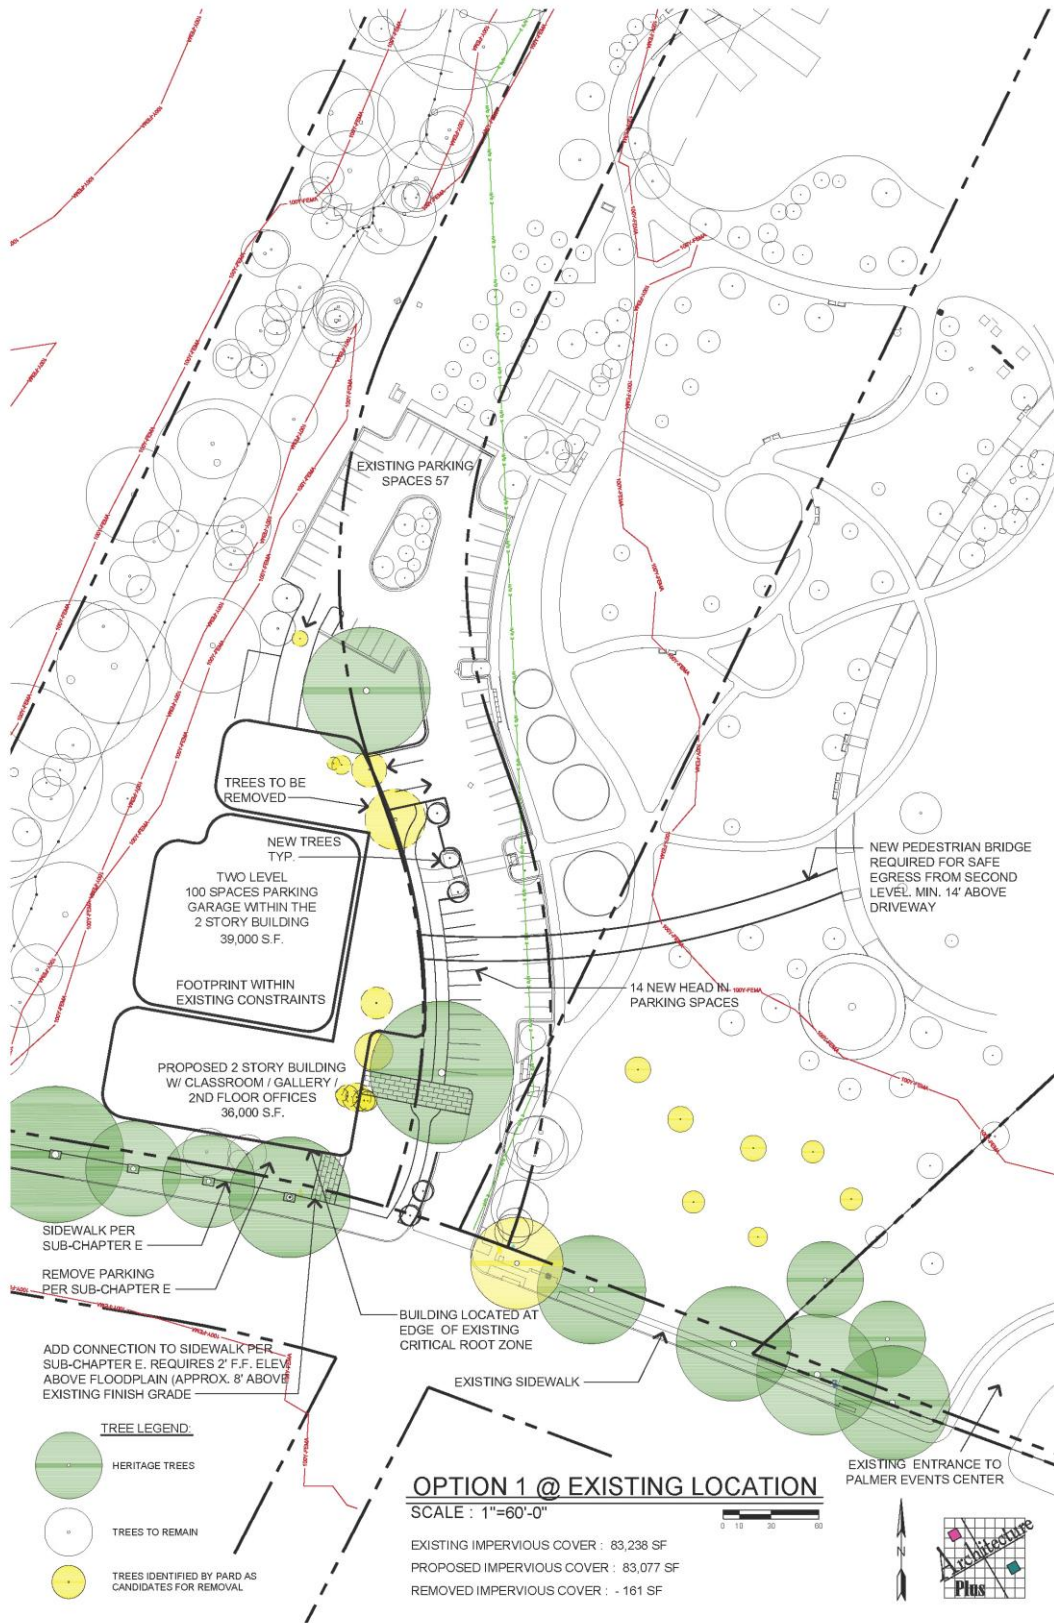 EXISTING PARKING
SPACES 57
TREES TO BE
REMOVED
NEW TREES
TYP.
TWO LEVEL
100 SPACES PARKING
GARAGE WITHIN THE
2 STORY BUILDING
39,000 S.F.
FOOTPRINT WITHIN
EXISTING CONSTRAINTS
NEW PEDESTRIAN BRIDGE
REQUIRED FOR SAFE
EGRESS FROM SECOND
LEVEL. MIN. 14' ABOVE
DRIVEWAY
14 NEW HEAD IN
PARKING SPACES
100Y-FEMA
PROPOSED 2 STORY BUILDING
W/ CLASSROOM / GALLERY /
2ND FLOOR OFFICES
36,000 S.F.
SIDEWALK PER
SUB-CHAPTER E
REMOVE PARKING
PER SUB-CHAPTER E
ADD CONNECTION TO SIDEWALK PER
SUB-CHAPTER E. REQUIRES 2' F.F. ELEV.
ABOVE FLOODPLAIN (APPROX. 8' ABOVE
EXISTING FINISH GRADE
BUILDING LOCATED AT
EDGE OF EXISTING
CRITICAL ROOT ZONE
EXISTING SIDEWALK
EXISTING ENTRANCE TO
PALMER EVENTS CENTER
TREE LEGEND:
HERITAGE TREES
TREES TO REMAIN
TREES IDENTIFIED BY PARD AS
CANDIDATES FOR REMOVAL
OPTION 1 @ EXISTING LOCATION
SCALE : 1"=60'-0"
0 10 30 60
EXISTING IMPERVIOUS COVER : 83,238 SF
PROPOSED IMPERVIOUS COVER : 83,077 SF
REMOVED IMPERVIOUS COVER : - 161 SF
N
Architecture
Plus